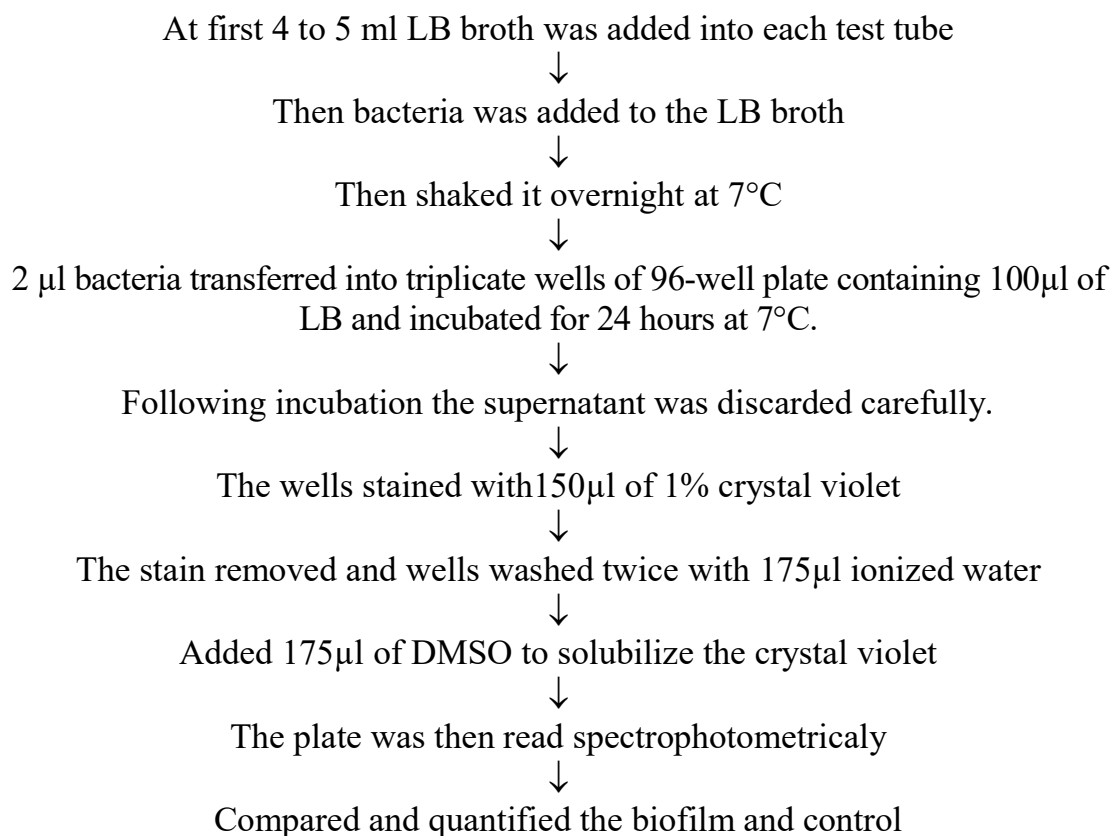 At first 4 to 5 ml LB broth was added into each test tube
↓
Then bacteria was added to the LB broth
↓
Then shaked it overnight at 7°C
↓
2 µl bacteria transferred into triplicate wells of 96-well plate containing 100µl of
LB and incubated for 24 hours at 7°C.
↓
Following incubation the supernatant was discarded carefully.
↓
The wells stained with150µl of 1% crystal violet
↓
The stain removed and wells washed twice with 175µl ionized water
↓
Added 175µl of DMSO to solubilize the crystal violet
↓
The plate was then read spectrophotometricaly
↓
Compared and quantified the biofilm and control